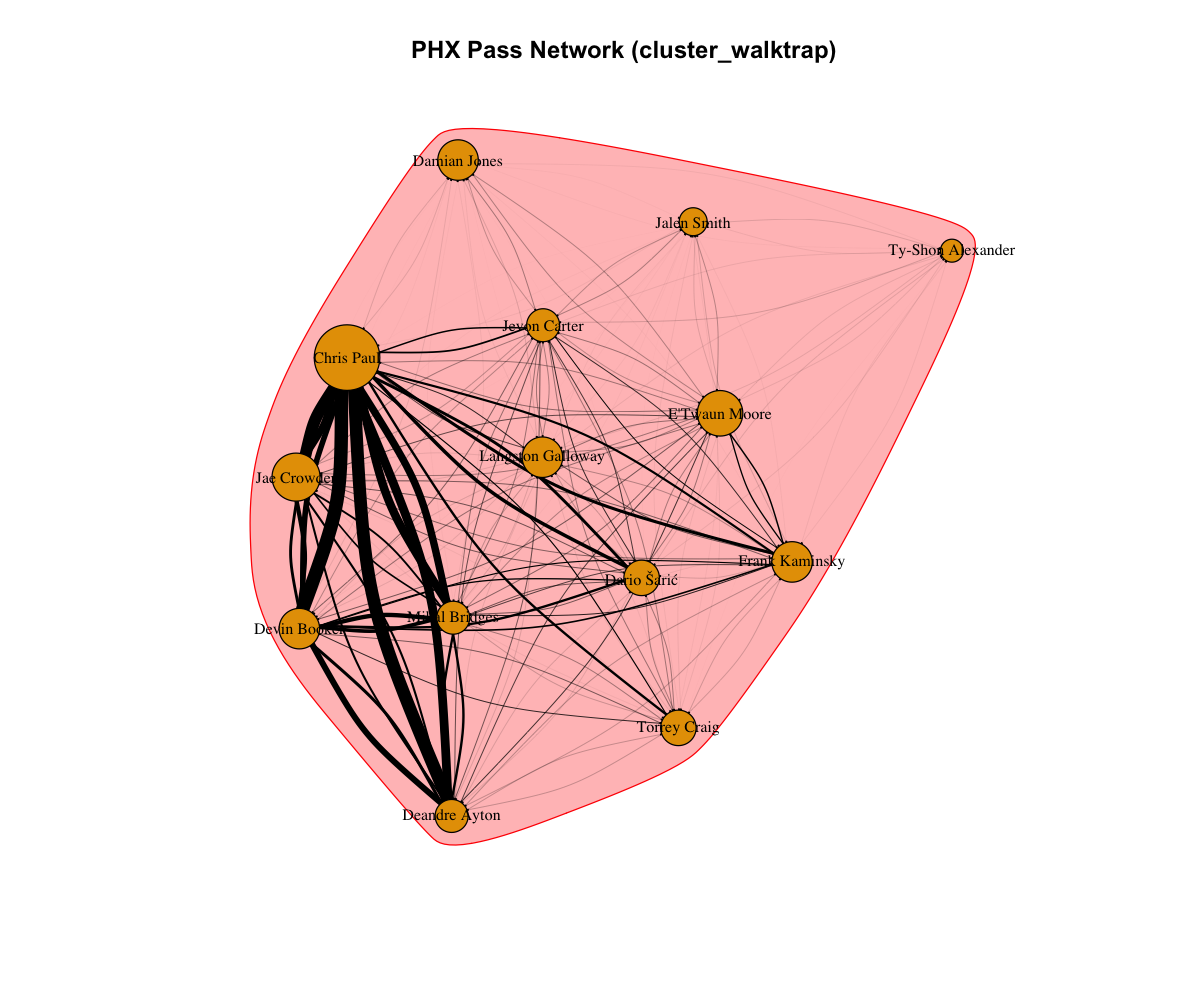 PHX Pass Network (cluster_walktrap)
Damian Jones
Jalen Smith
Ty-Shon Alexander
Jevon Carter
Chris Paul
E'Twaun Moore
Langston Galloway
Jae Crowder
Frank Kaminsky
Dario Šarić
Mikal Bridges
Devin Booker
Torrey Craig
Deandre Ayton